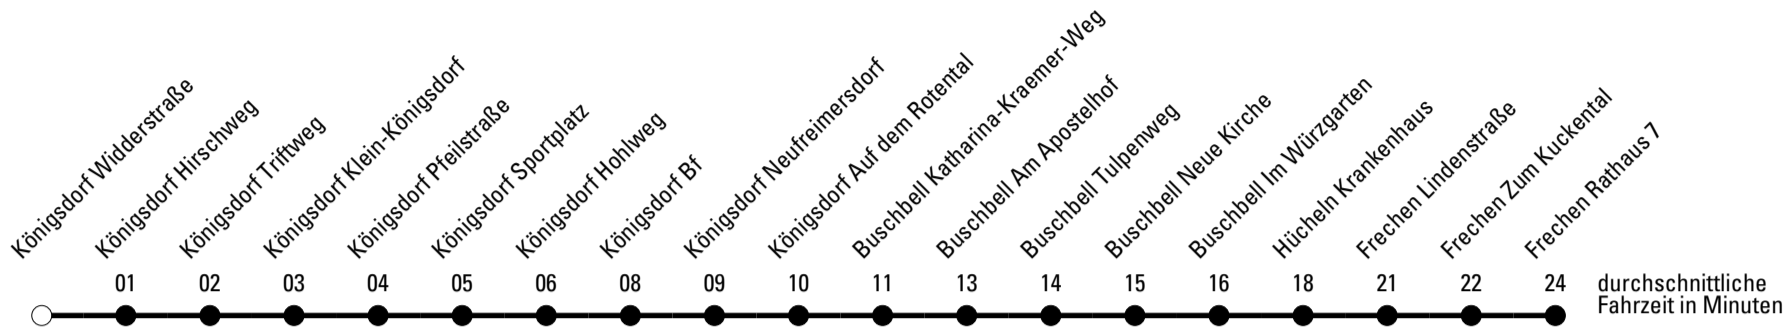 Königsdorf Widderstraße
Königsdorf Hirschweg
Königsdorf Triftweg
Königsdorf Klein-Königsdorf
Königsdorf Pfeilstraße
Königsdorf Sportplatz
Königsdorf Hohlweg
Königsdorf Bf
Königsdorf Neufreimersdorf
Königsdorf Auf dem Rotental
Buschbell Katharina-Kraemer-Weg
Buschbell Am Apostelhof
Buschbell Tulpenweg
Buschbell Neue Kirche
Buschbell Im Würzgarten
Hücheln Krankenhaus
Frechen Lindenstraße
Frechen Zum Kuckental
Frechen Rathaus 7
01 02 03 04 05 06 08 09 10 11 13 14 15 16 18 21 22 24
durchschnittliche
Fahrzeit in Minuten